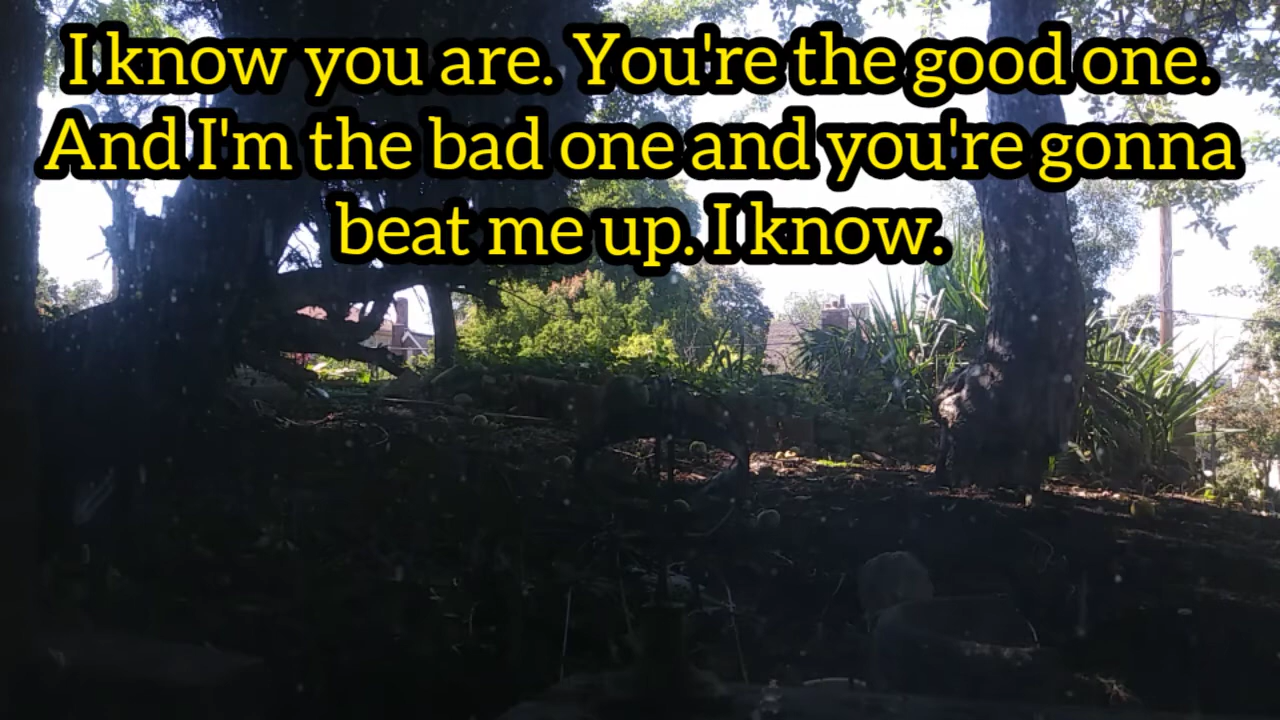 I know you are. You're the good one.
And I'm the bad one and you're gonna
beat me up. I know.